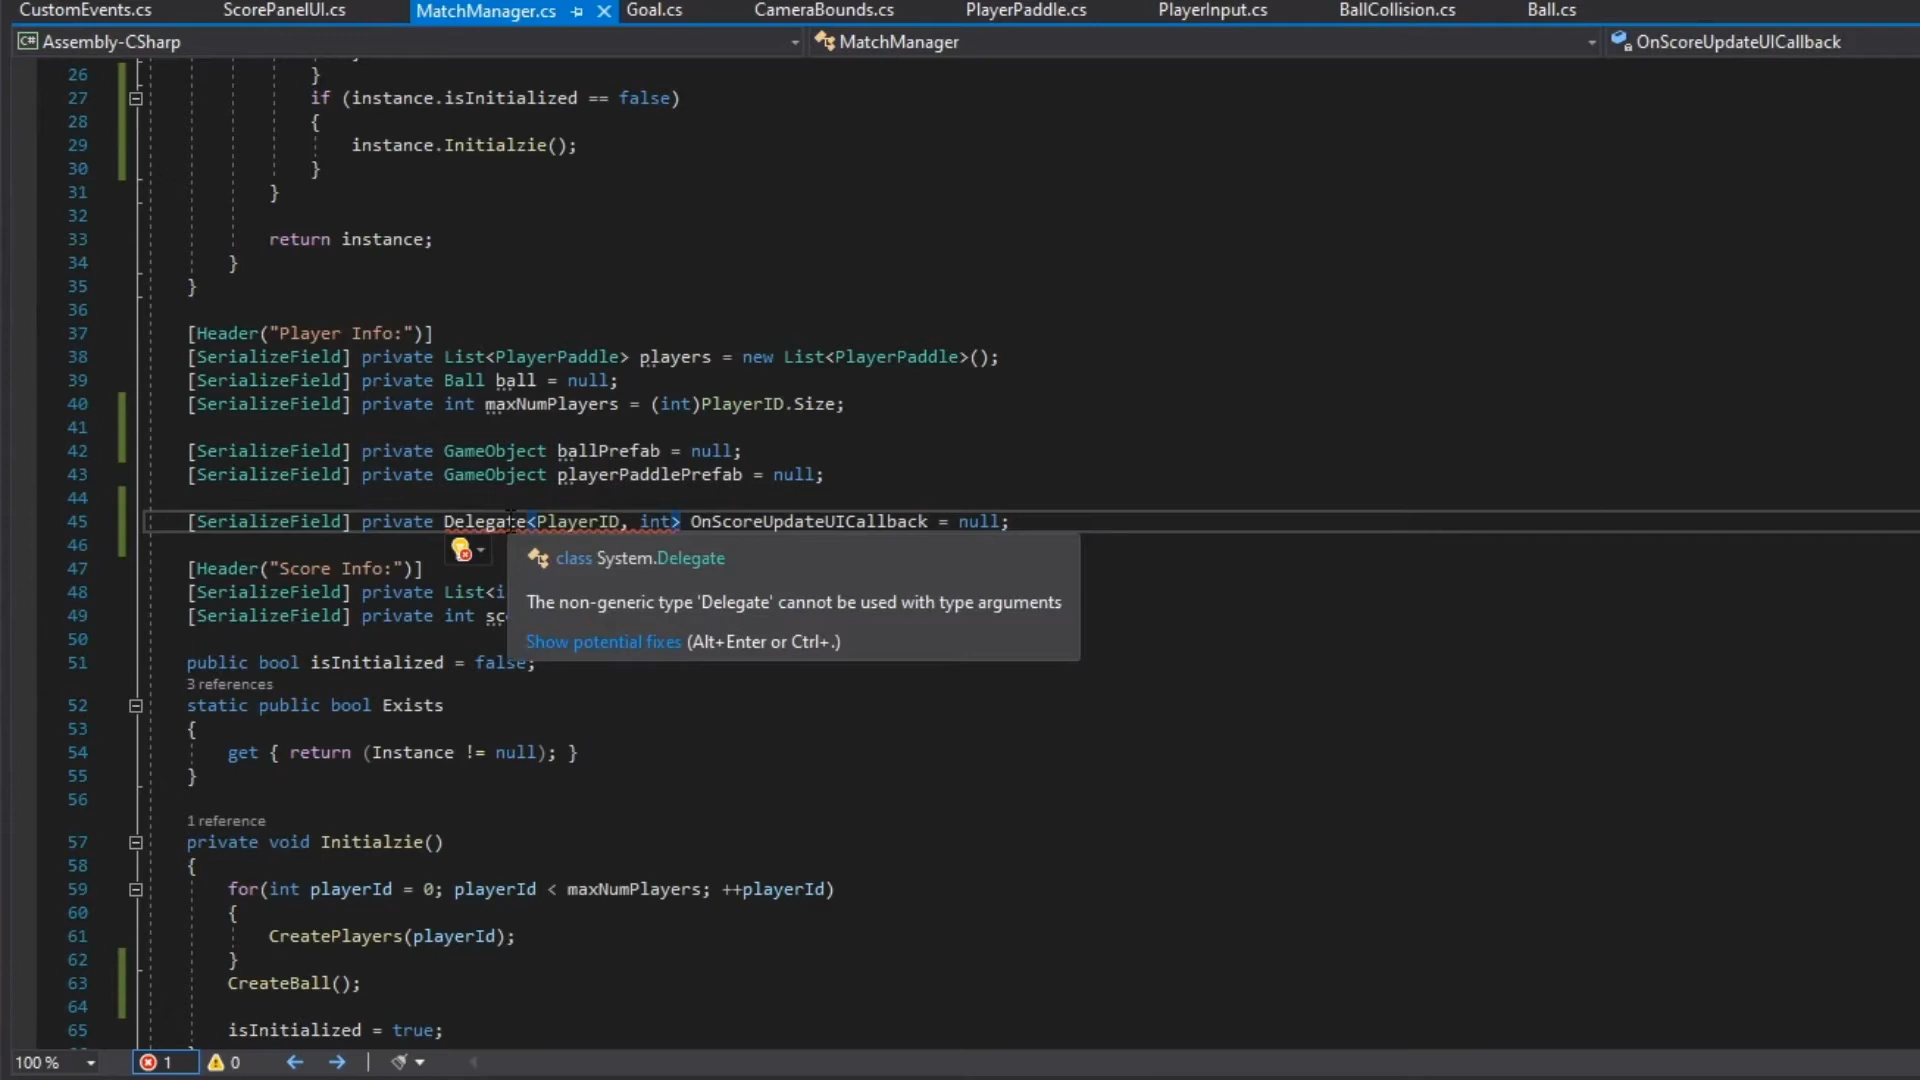 CustomEvents.cs ScorePanelUI.cs MatchManager.cs Goal.cs CameraBounds.cs PlayerPaddle.cs PlayerInput.cs BallCollision.cs Ball.cs
C# Assembly-CSharp MatchManager OnScoreUpdateUICallback
26 }
27 if (instance.isInitialized == false)
28 {
29 instance.Initialzie();
30 }
31 }
32
33 return instance;
34 }
35 }
36
37 [Header("Player Info:")]
38 [SerializeField] private List<PlayerPaddle> players = new List<PlayerPaddle>();
39 [SerializeField] private Ball ball = null;
40 [SerializeField] private int maxNumPlayers = (int)PlayerID.Size;
41
42 [SerializeField] private GameObject ballPrefab = null;
43 [SerializeField] private GameObject playerPaddlePrefab = null;
44
45 [SerializeField] private Delegate<PlayerID, int> OnScoreUpdateUICallback = null;
46
class System.Delegate
47 [Header("Score Info:")]
48 [SerializeField] private List<i
The non-generic type 'Delegate' cannot be used with type arguments
49 [SerializeField] private int sc
50
Show potential fixes (Alt+Enter or Ctrl+.)
51 public bool isInitialized = false;
3 references
52 static public bool Exists
53 {
54 get { return (Instance != null); }
55 }
56
1 reference
57 private void Initialzie()
58 {
59 for(int playerId = 0; playerId < maxNumPlayers; ++playerId)
60 {
61 CreatePlayers(playerId);
62 }
63 CreateBall();
64
65 isInitialized = true;
100 % 1 0